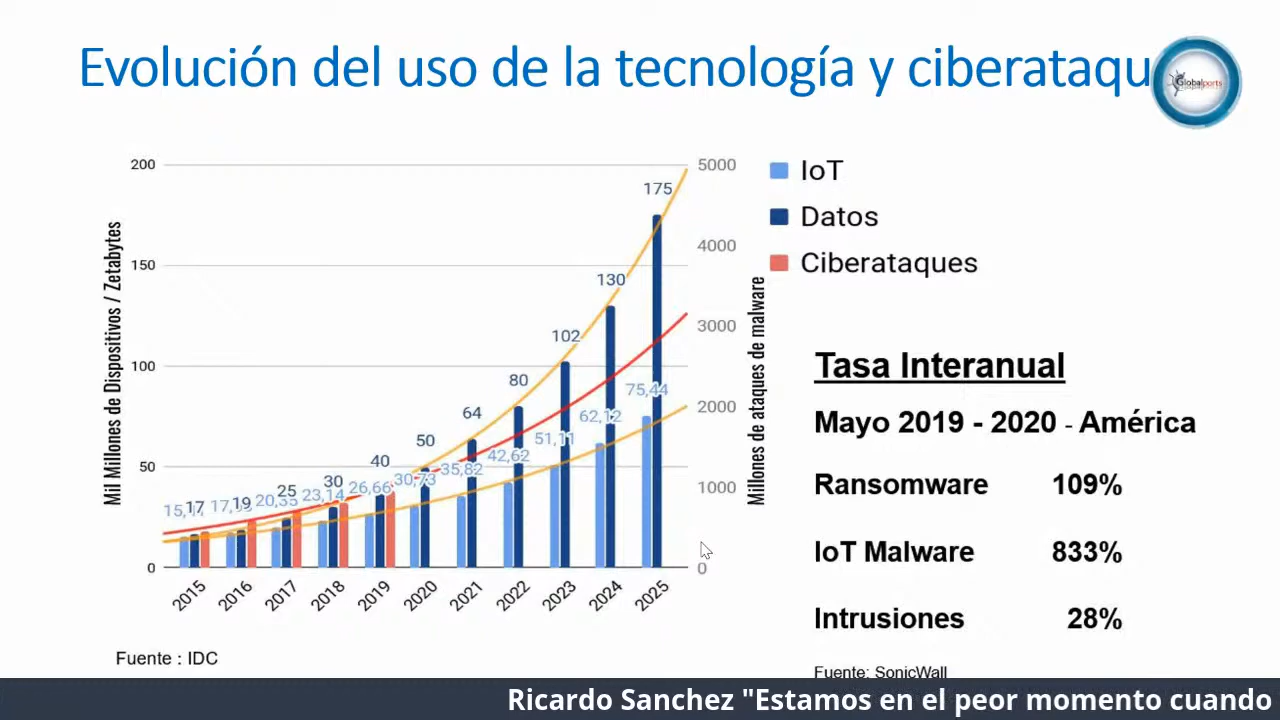 Evolución del uso de la tecnología y ciberataqu
Globalports
200
150
100
50
0
Mil Millones de Dispositivos / Zetabytes
5000
4000
3000
2000
1000
0
Millones de ataques de malware
175
130
102
80
64
50
40
30
25
19
17
75,44
62,12
51,11
42,62
35,82
30,73
26,66
23,14
20,35
2015 2016 2017 2018 2019 2020 2021 2022 2023 2024 2025
IoT
Datos
Ciberataques
Tasa Interanual
Mayo 2019 - 2020 - América
Ransomware 109%
IoT Malware 833%
Intrusiones 28%
Fuente : IDC
Fuente: SonicWall
Ricardo Sanchez "Estamos en el peor momento cuando